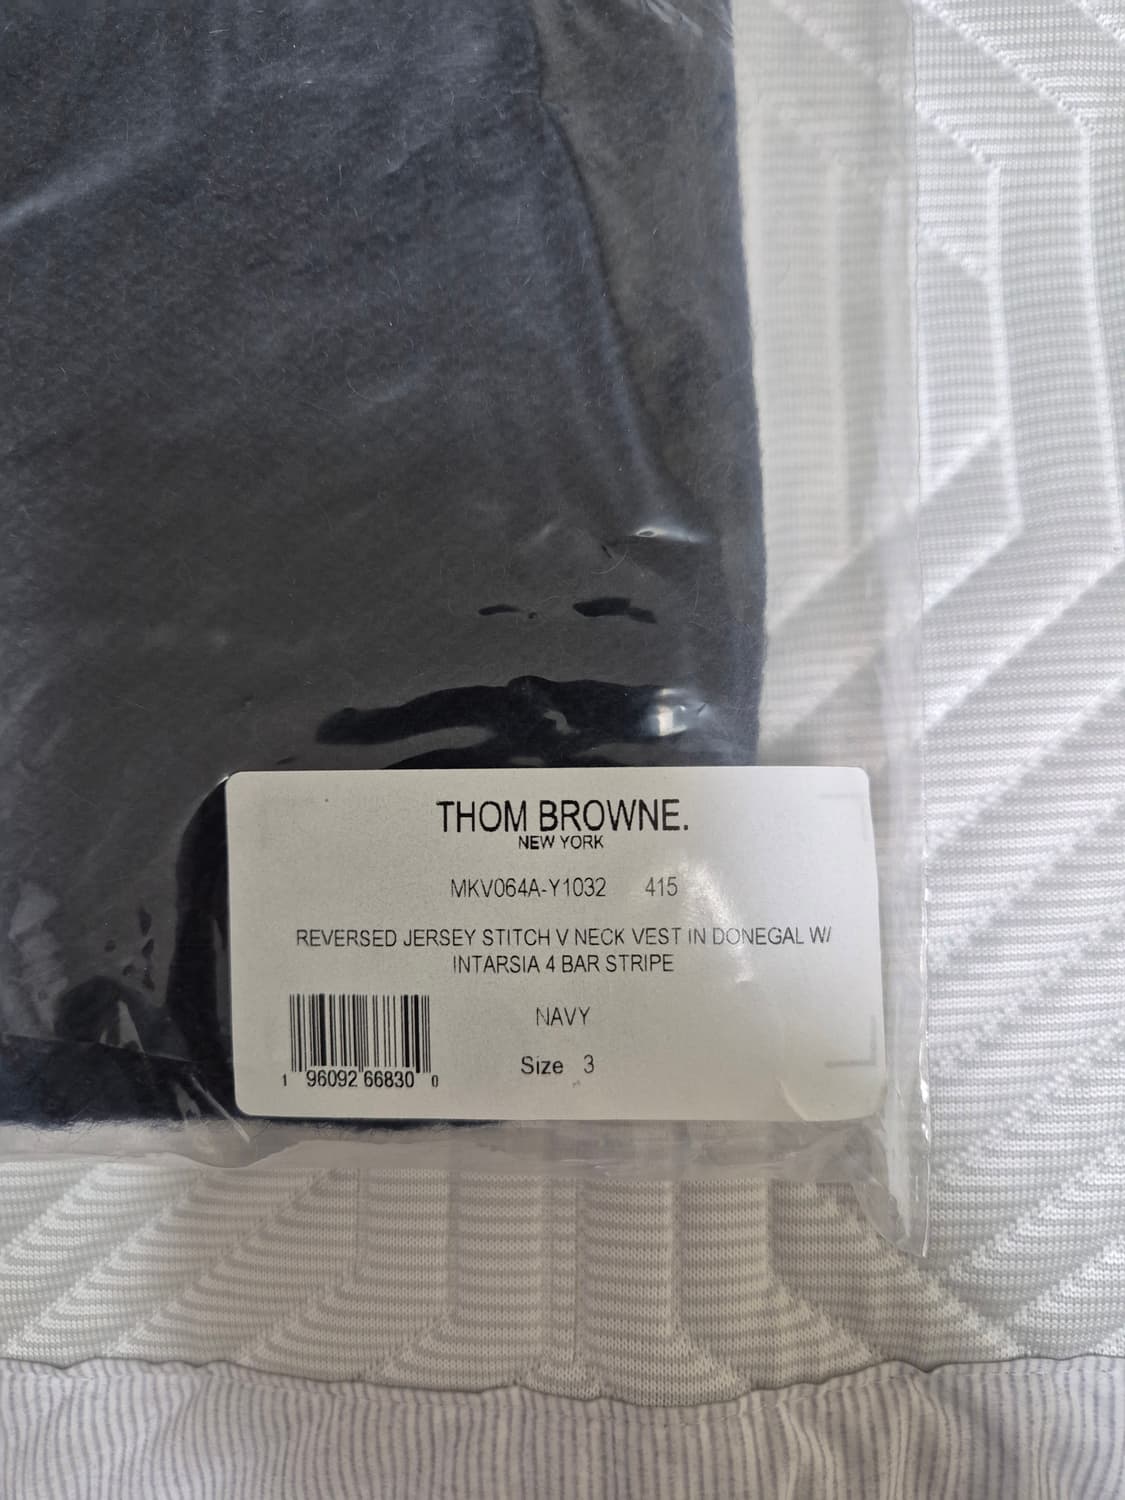 THOM BROWNE.
NEW YORK
MKV064A-Y1032 415
REVERSED JERSEY STITCH V NECK VEST IN DONEGAL W/
INTARSIA 4 BAR STRIPE
NAVY
Size 3
1 96092 66830 0